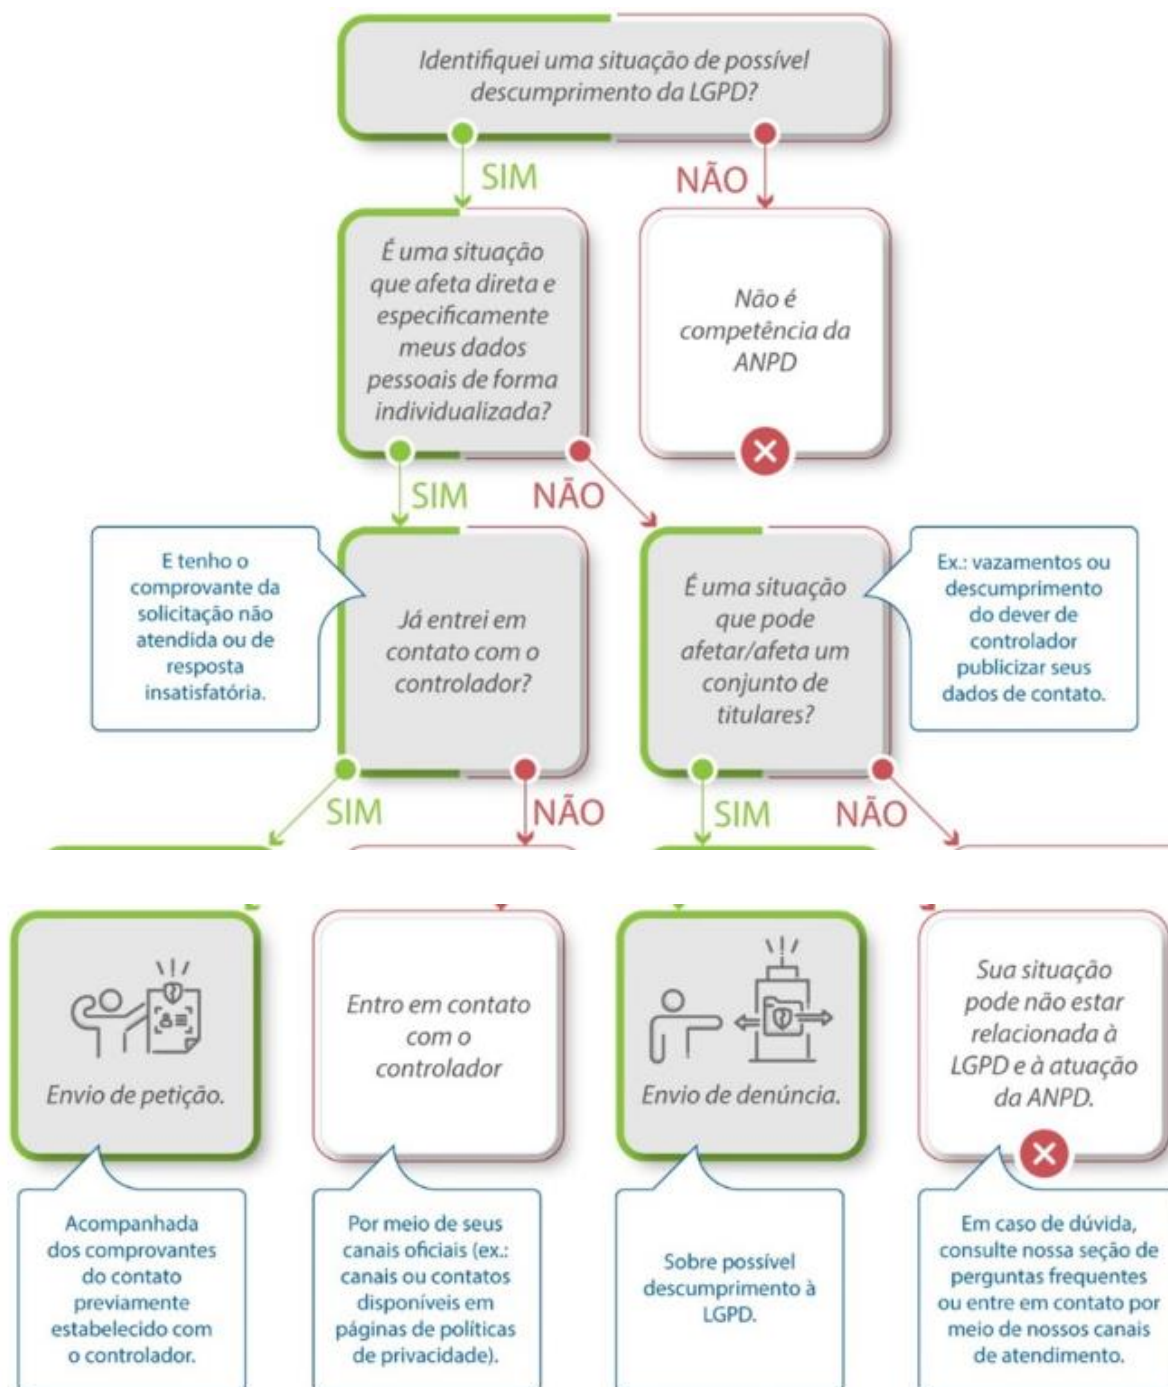 Identifiquei uma situação de possível
descumprimento da LGPD?
SIM
NÃO
É uma situação
que afeta direta e
especificamente
meus dados
pessoais de forma
individualizada?
Não é
competência da
ANPD
SIM
NÃO
E tenho o
comprovante da
solicitação não
atendida ou de
resposta
insatisfatória.
Já entrei em
contato com o
controlador?
É uma situação
que pode
afetar/afeta um
conjunto de
titulares?
Ex.: vazamentos ou
descumprimento
do dever de
controlador
publicizar seus
dados de contato.
SIM
NÃO
SIM
NÃO
Envio de petição.
Entro em contato
com o
controlador
Envio de denúncia.
Sua situação
pode não estar
relacionada à
LGPD e à atuação
da ANPD.
Acompanhada
dos comprovantes
do contato
previamente
estabelecido com
o controlador.
Por meio de seus
canais oficiais (ex.:
canais ou contatos
disponíveis em
páginas de políticas
de privacidade).
Sobre possível
descumprimento à
LGPD.
Em caso de dúvida,
consulte nossa seção de
perguntas frequentes
ou entre em contato por
meio de nossos canais
de atendimento.